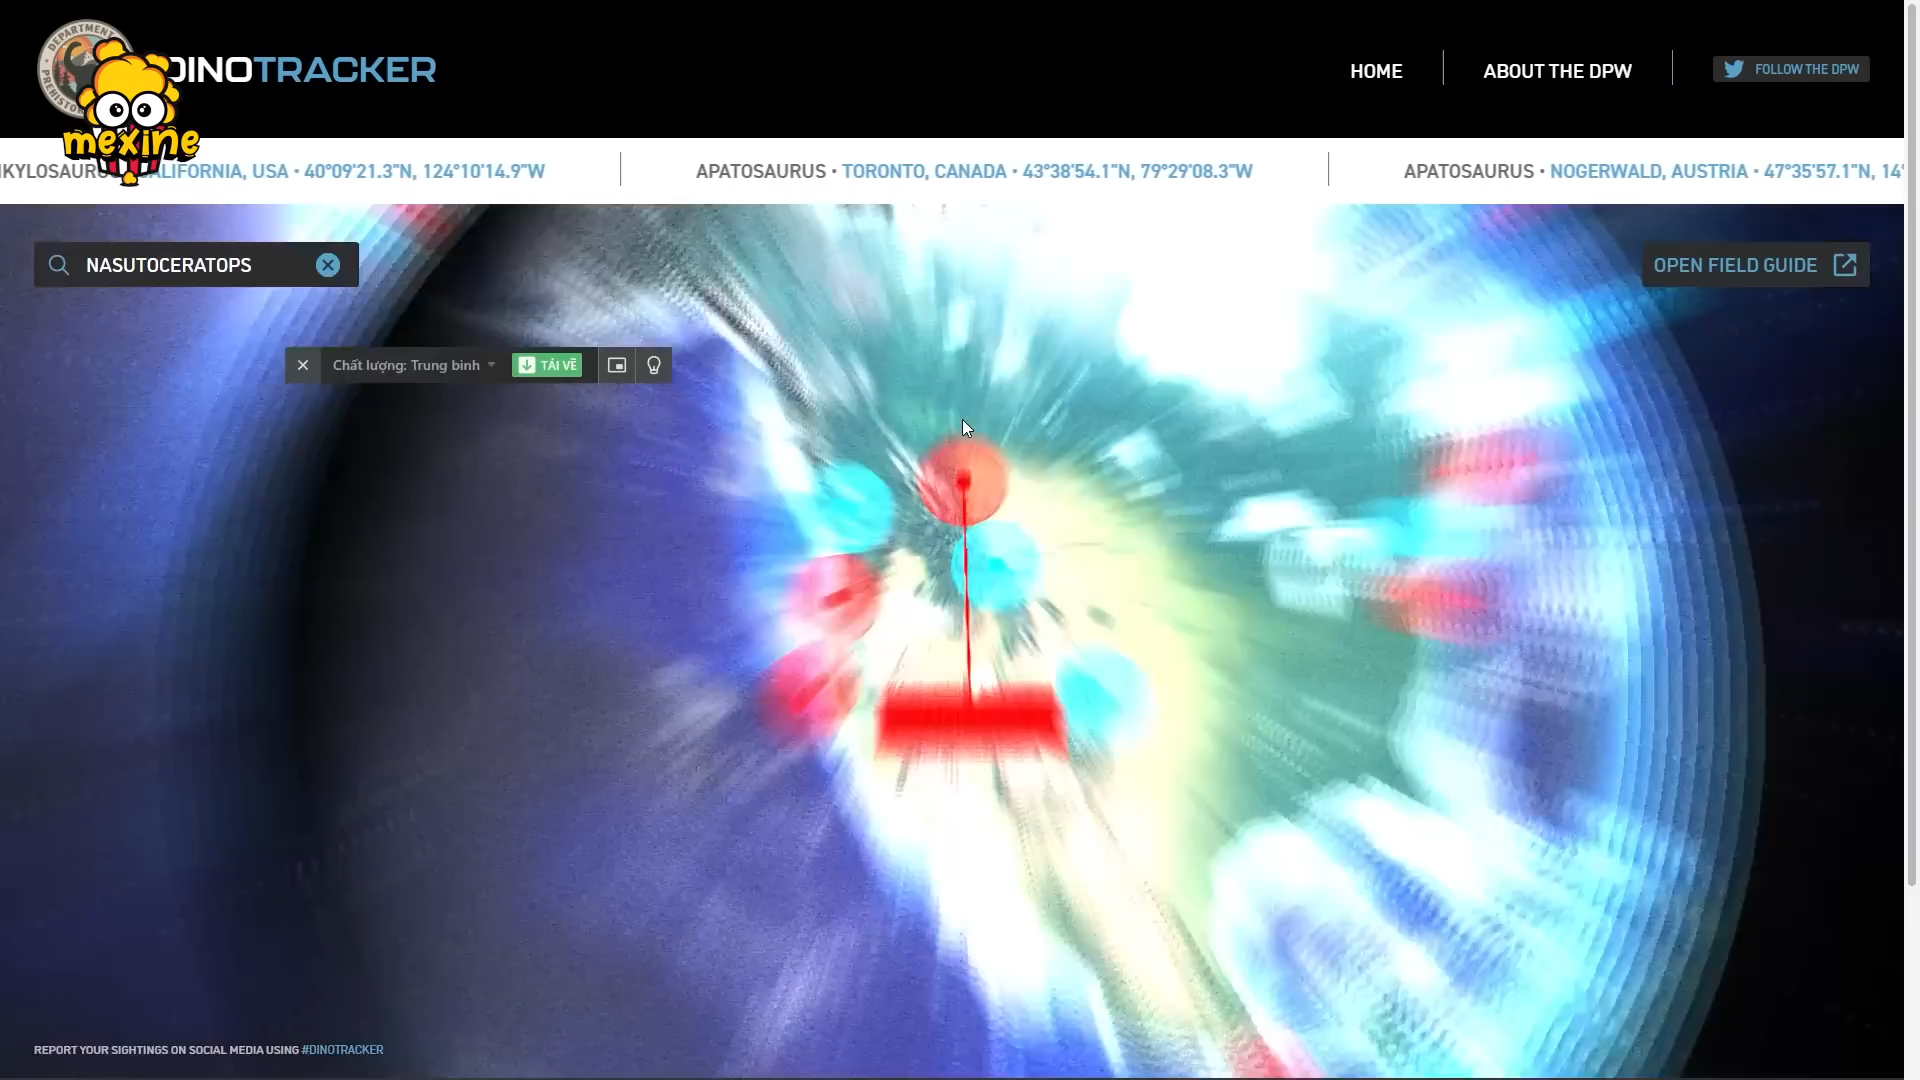 DEPARTMENT
PREHISTO
DINOTRACKER
mexine
HOME
ABOUT THE DPW
FOLLOW THE DPW
KYLOSAURUS • CALIFORNIA, USA • 40°09'21.3"N, 124°10'14.9"W
APATOSAURUS • TORONTO, CANADA • 43°38'54.1"N, 79°29'08.3"W
APATOSAURUS • NOGERWALD, AUSTRIA • 47°35'57.1"N, 14°
NASUTOCERATOPS
OPEN FIELD GUIDE
Chất lượng: Trung bình
TẢI VỀ
REPORT YOUR SIGHTINGS ON SOCIAL MEDIA USING #DINOTRACKER